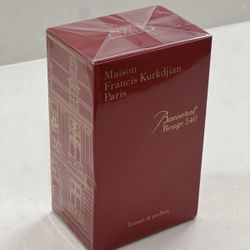 Maison
Francis Kurkdjian
Paris
Baccarat
Rouge 540
Extrait de parfum